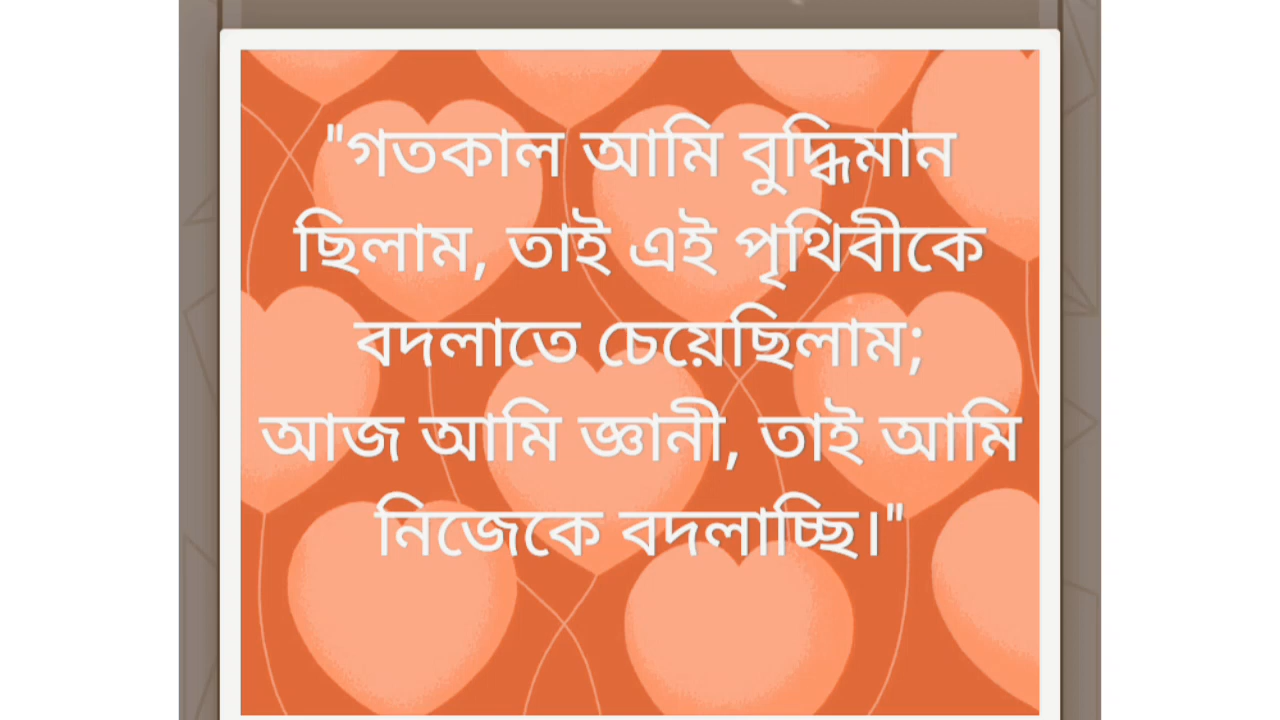 "গতকাল আমি বুদ্ধিমান
ছিলাম, তাই এই পৃথিবীকে
বদলাতে চেয়েছিলাম;
আজ আমি জ্ঞানী, তাই আমি
নিজেকে বদলাচ্ছি।"